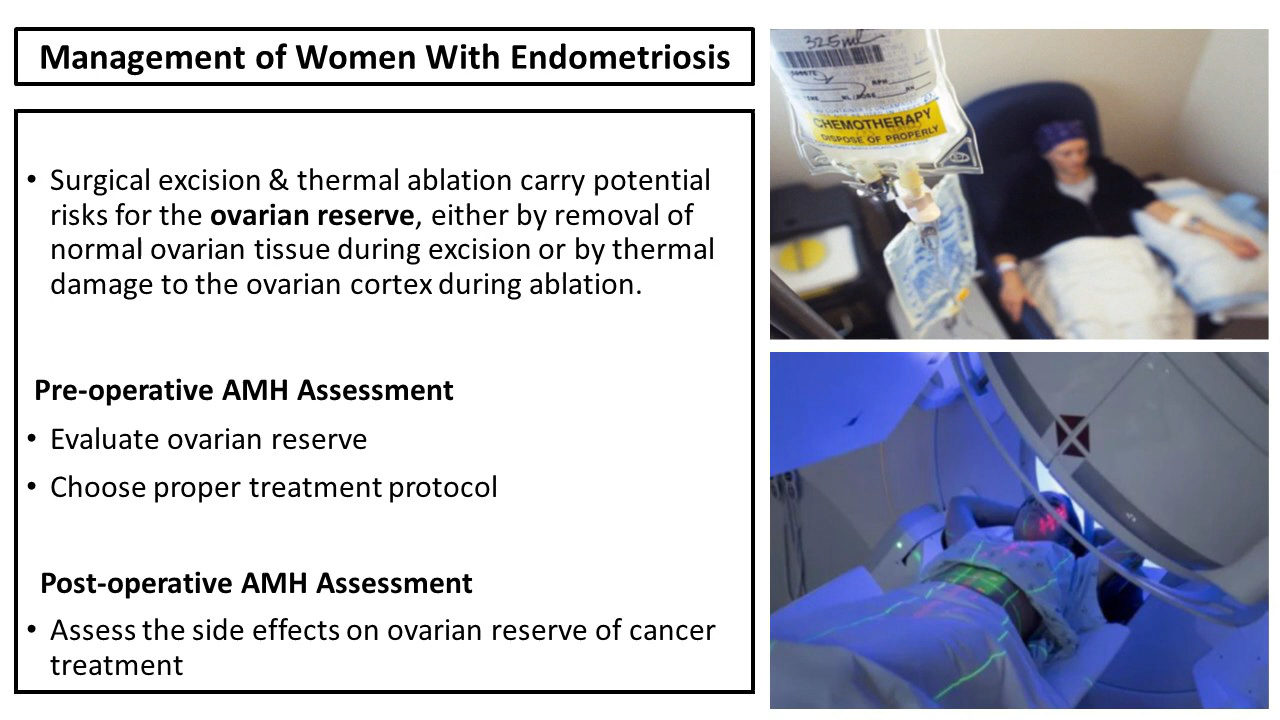 Management of Women With Endometriosis
• Surgical excision & thermal ablation carry potential
risks for the ovarian reserve, either by removal of
normal ovarian tissue during excision or by thermal
damage to the ovarian cortex during ablation.
Pre-operative AMH Assessment
• Evaluate ovarian reserve
• Choose proper treatment protocol
Post-operative AMH Assessment
• Assess the side effects on ovarian reserve of cancer
treatment
325ml
CHEMOTHERAPY
DISPOSE OF PROPERLY